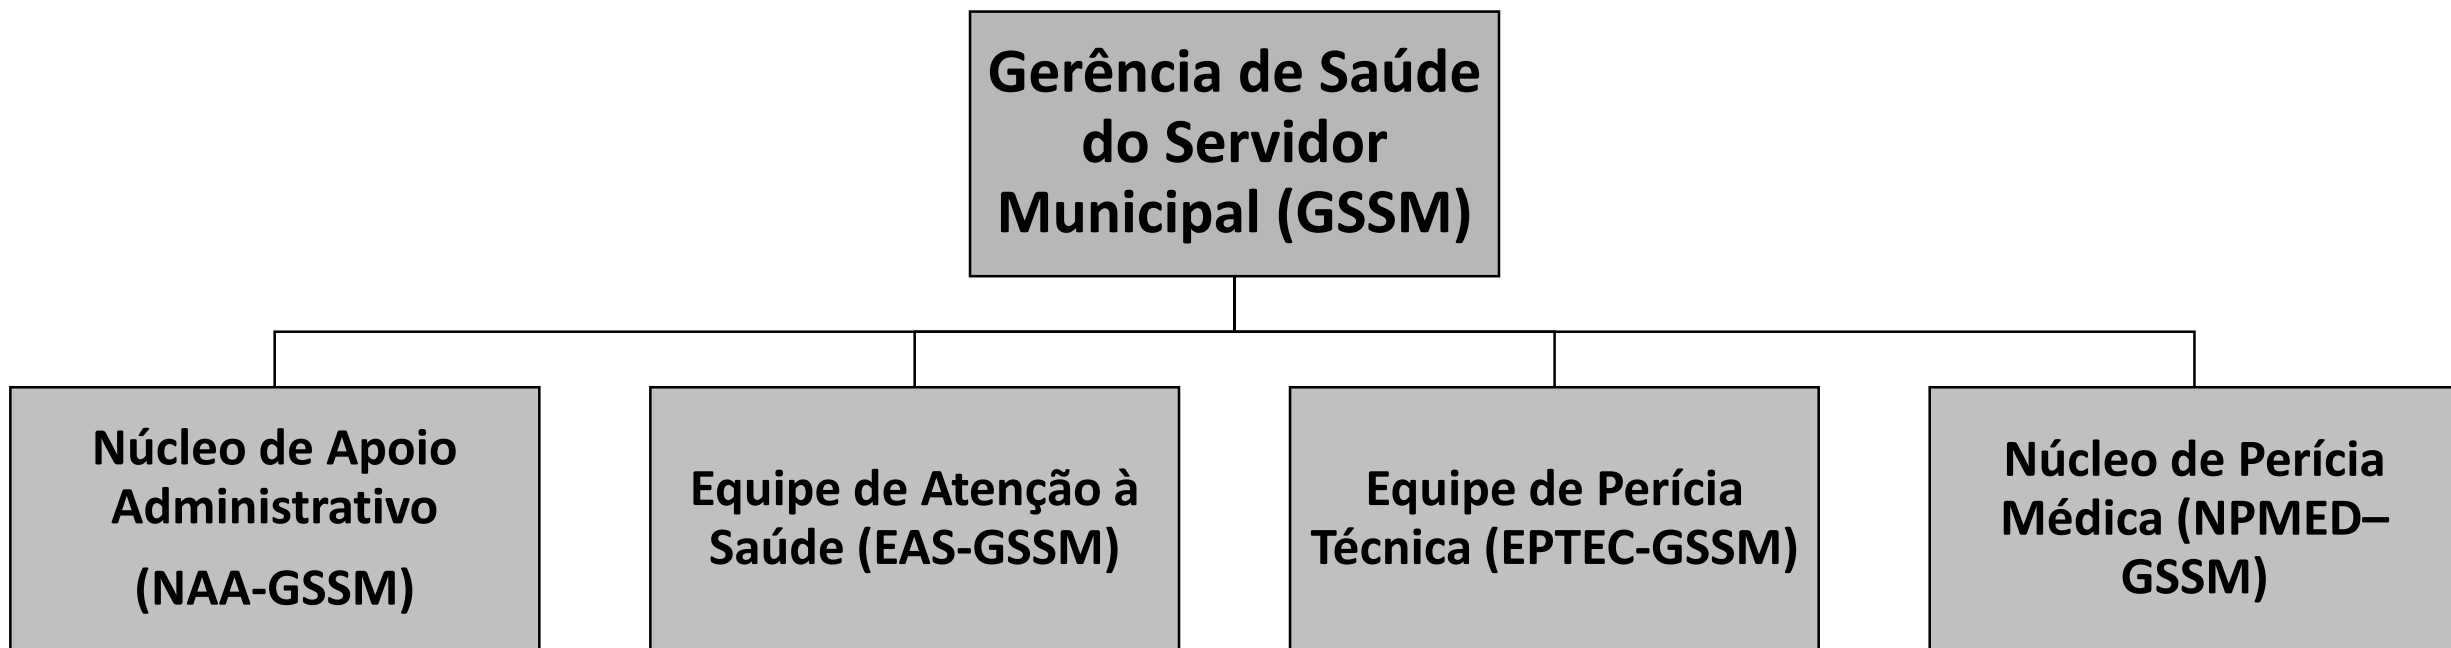 Gerência de Saúde
do Servidor
Municipal (GSSM)
Núcleo de Apoio
Administrativo
(NAA-GSSM)
Equipe de Atenção à
Saúde (EAS-GSSM)
Equipe de Perícia
Técnica (EPTEC-GSSM)
Núcleo de Perícia
Médica (NPMED–
GSSM)